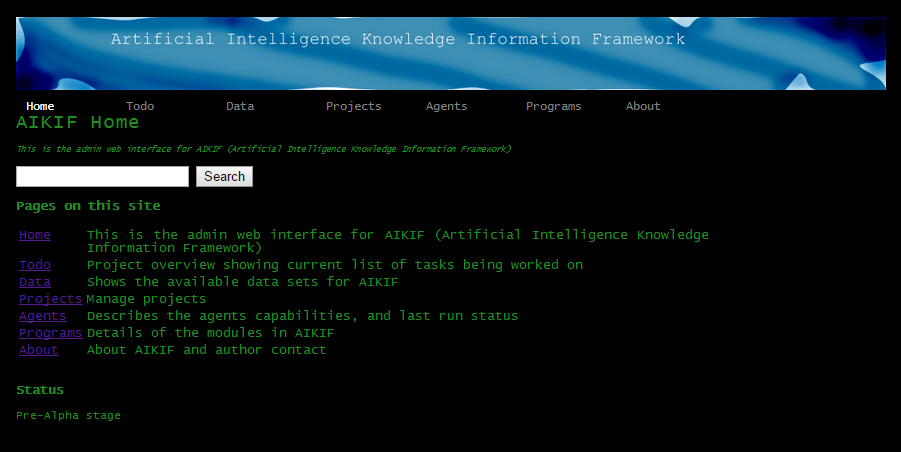 Artificial Intelligence Knowledge Information Framework
Home Todo Data Projects Agents Programs About
AIKIF Home
This is the admin web interface for AIKIF (Artificial Intelligence Knowledge Information Framework)
Search
Pages on this site
Home This is the admin web interface for AIKIF (Artificial Intelligence Knowledge
Information Framework)
Todo Project overview showing current list of tasks being worked on
Data Shows the available data sets for AIKIF
Projects Manage projects
Agents Describes the agents capabilities, and last run status
Programs Details of the modules in AIKIF
About About AIKIF and author contact
Status
Pre-Alpha stage